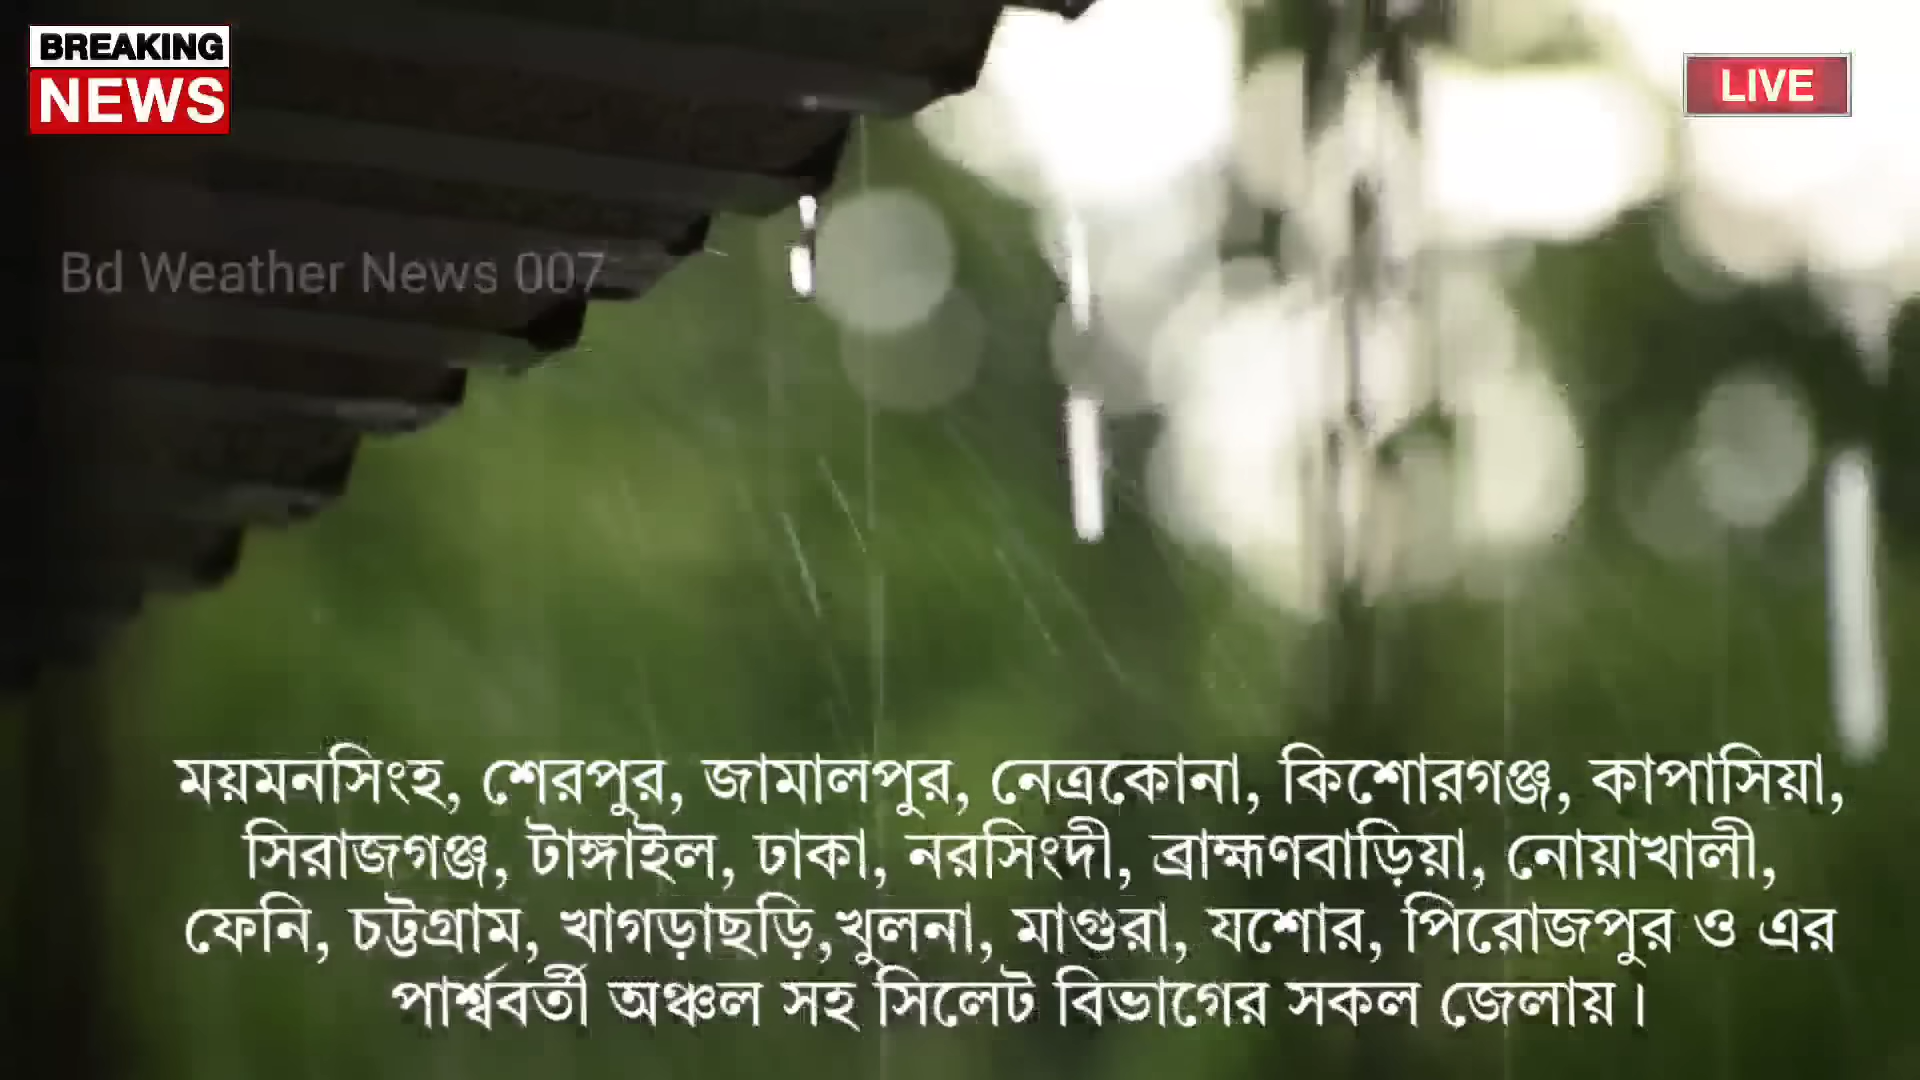 BREAKING
NEWS
LIVE
Bd Weather News 007
ময়মনসিংহ, শেরপুর, জামালপুর, নেত্রকোনা, কিশোরগঞ্জ, কাপাসিয়া,
সিরাজগঞ্জ, টাঙ্গাইল, ঢাকা, নরসিংদী, ব্রাহ্মণবাড়িয়া, নোয়াখালী,
ফেনি, চট্টগ্রাম, খাগড়াছড়ি,খুলনা, মাগুরা, যশোর, পিরোজপুর ও এর
পার্শ্ববর্তী অঞ্চল সহ সিলেট বিভাগের সকল জেলায়।